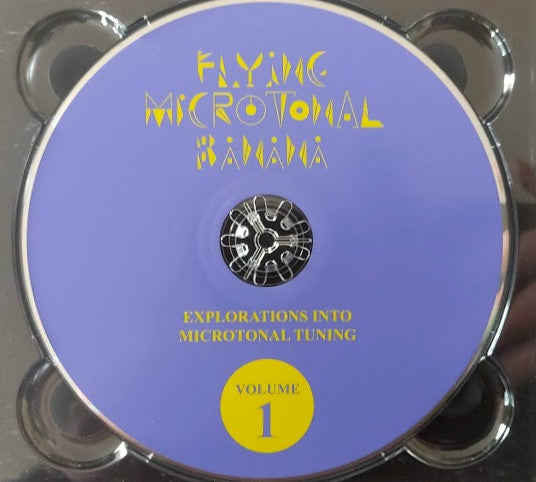 FLYING
MICROTONAL
BANANA
EXPLORATIONS INTO
MICROTONAL TUNING
VOLUME
1